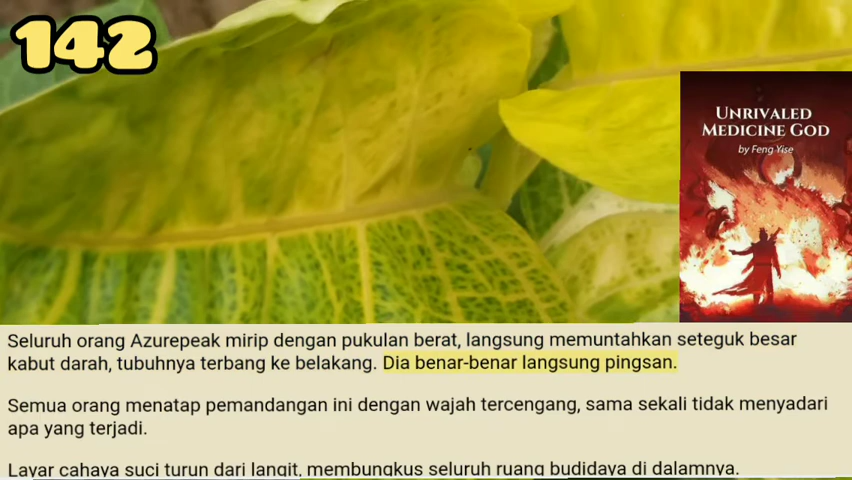 142
UNRIVALED
MEDICINE GOD
by Feng Yise
Seluruh orang Azurepeak mirip dengan pukulan berat, langsung memuntahkan seteguk besar
kabut darah, tubuhnya terbang ke belakang. Dia benar-benar langsung pingsan.
Semua orang menatap pemandangan ini dengan wajah tercengang, sama sekali tidak menyadari
apa yang terjadi.
Layar cahaya suci turun dari langit, membungkus seluruh ruang budidaya di dalamnya.